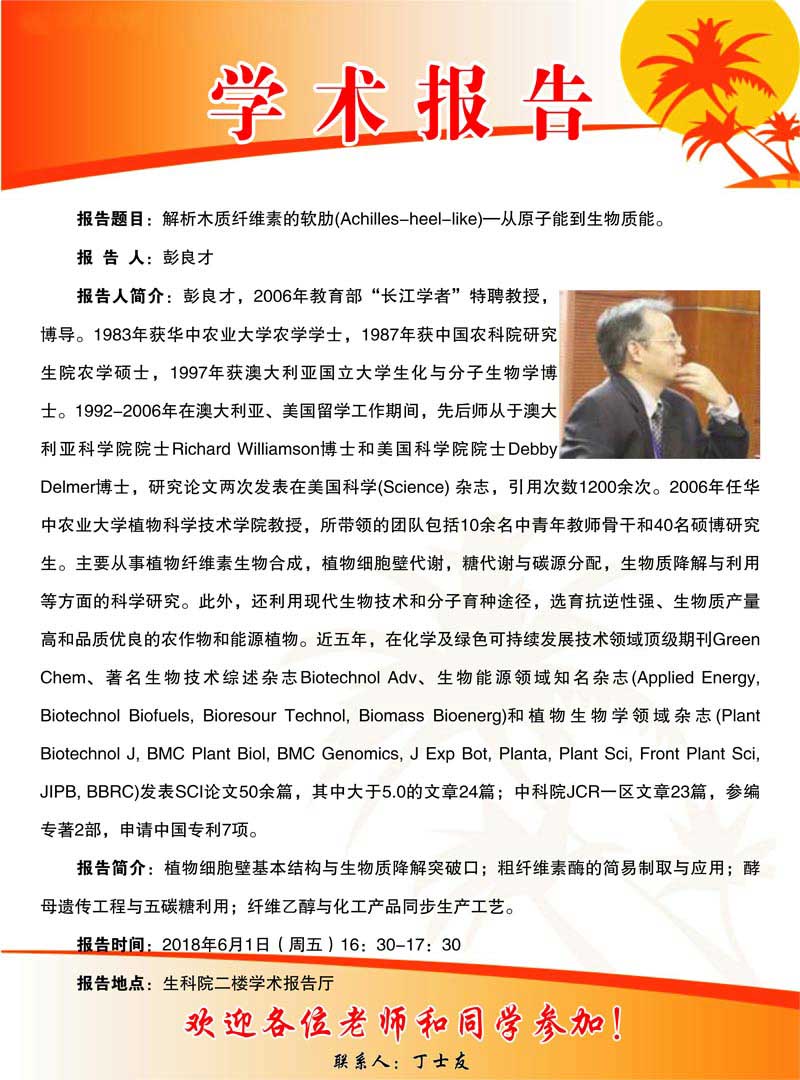 学术报告
报告题目：解析木质纤维素的软肋(Achilles-heel-like)—从原子能到生物质能。
报 告 人：彭良才
报告人简介：彭良才，2006年教育部“长江学者”特聘教授，
博导。1983年获华中农业大学农学学士，1987年获中国农科院研究
生院农学硕士，1997年获澳大利亚国立大学生化与分子生物学博
士。1992-2006年在澳大利亚、美国留学工作期间，先后师从于澳大
利亚科学院院士Richard Williamson博士和美国科学院院士Debby
Delmer博士，研究论文两次发表在美国科学(Science) 杂志，引用次数1200余次。2006年任华
中农业大学植物科学技术学院教授，所带领的团队包括10余名中青年教师骨干和40名硕博研究
生。主要从事植物纤维素生物合成，植物细胞壁代谢，糖代谢与碳源分配，生物质降解与利用
等方面的科学研究。此外，还利用现代生物技术和分子育种途径，选育抗逆性强、生物质产量
高和品质优良的农作物和能源植物。近五年，在化学及绿色可持续发展技术领域顶级期刊Green
Chem、著名生物技术综述杂志Biotechnol Adv、生物能源领域知名杂志(Applied Energy,
Biotechnol Biofuels, Bioresour Technol, Biomass Bioenerg)和植物生物学领域杂志(Plant
Biotechnol J, BMC Plant Biol, BMC Genomics, J Exp Bot, Planta, Plant Sci, Front Plant Sci,
JIPB, BBRC)发表SCI论文50余篇，其中大于5.0的文章24篇；中科院JCR一区文章23篇，参编
专著2部，申请中国专利7项。
报告简介：植物细胞壁基本结构与生物质降解突破口；粗纤维素酶的简易制取与应用；酵
母遗传工程与五碳糖利用；纤维乙醇与化工产品同步生产工艺。
报告时间：2018年6月1日（周五）16：30-17：30
报告地点：生科院二楼学术报告厅
欢迎各位老师和同学参加！
联系人：丁士友